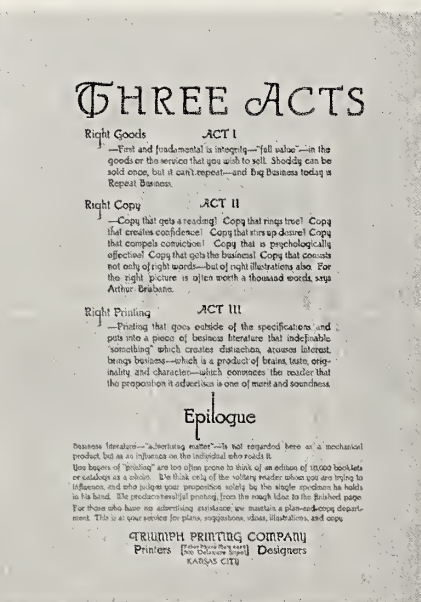 THREE ACTS
Right Goods ACT I
—First and fundamental is integrity—"full value"—in the
goods or the service that you wish to sell. Shoddy can be
sold once, but it can't repeat—and Big Business today is
Repeat Business.
Right Copy ACT II
—Copy that gets a reading! Copy that rings true! Copy
that creates confidence! Copy that stirs up desire! Copy
that compels conviction! Copy that is psychologically
effective! Copy that gets the business! Copy that consists
not only of right words—but of right illustrations also. For
the right picture is often worth a thousand words, says
Arthur Brisbane.
Right Printing ACT III
—Printing that goes outside of the specifications and
puts into a piece of business literature that indefinable
"something" which creates distinction, arouses interest,
brings business—which is a product of brains, taste, orig-
inality and character—which convinces the reader that
the proposition it advertises is one of merit and soundness.
Epilogue
Business literature—"advertising matter"—is not regarded here as a mechanical
product, but as an influence on the individual who reads it.
You buyers of "printing" are too often prone to think of an edition of 10,000 booklets
or catalogs as a whole. We think only of the solitary reader whom you are trying to
influence, and who judges your proposition solely by the single specimen he holds
in his hand. We produce resultful printing, from the rough idea to the finished page.
For those who have no advertising assistance, we maintain a plan-and-copy depart-
ment. This is at your service for plans, suggestions, ideas, illustrations, and copy.
TRIUMPH PRINTING COMPANY
Printers Designers
KANSAS CITY